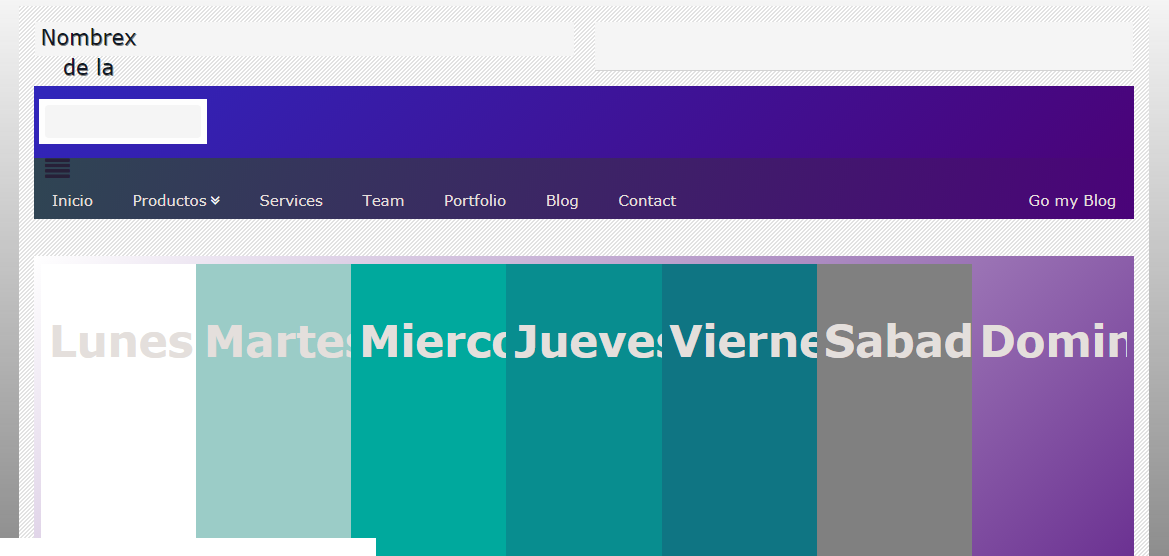 Nombrex
de la
Inicio Productos Services Team Portfolio Blog Contact Go my Blog
Lunes Martes Mierco Jueves Vierne Sabad Domin